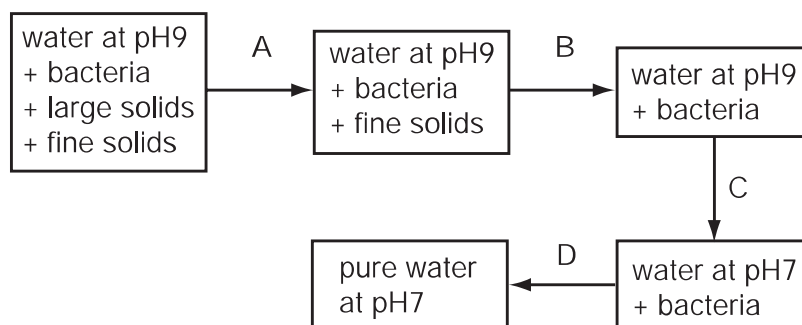 water at pH9
+ bacteria
+ large solids
+ fine solids
A
water at pH9
+ bacteria
+ fine solids
B
water at pH9
+ bacteria
C
water at pH7
+ bacteria
D
pure water
at pH7